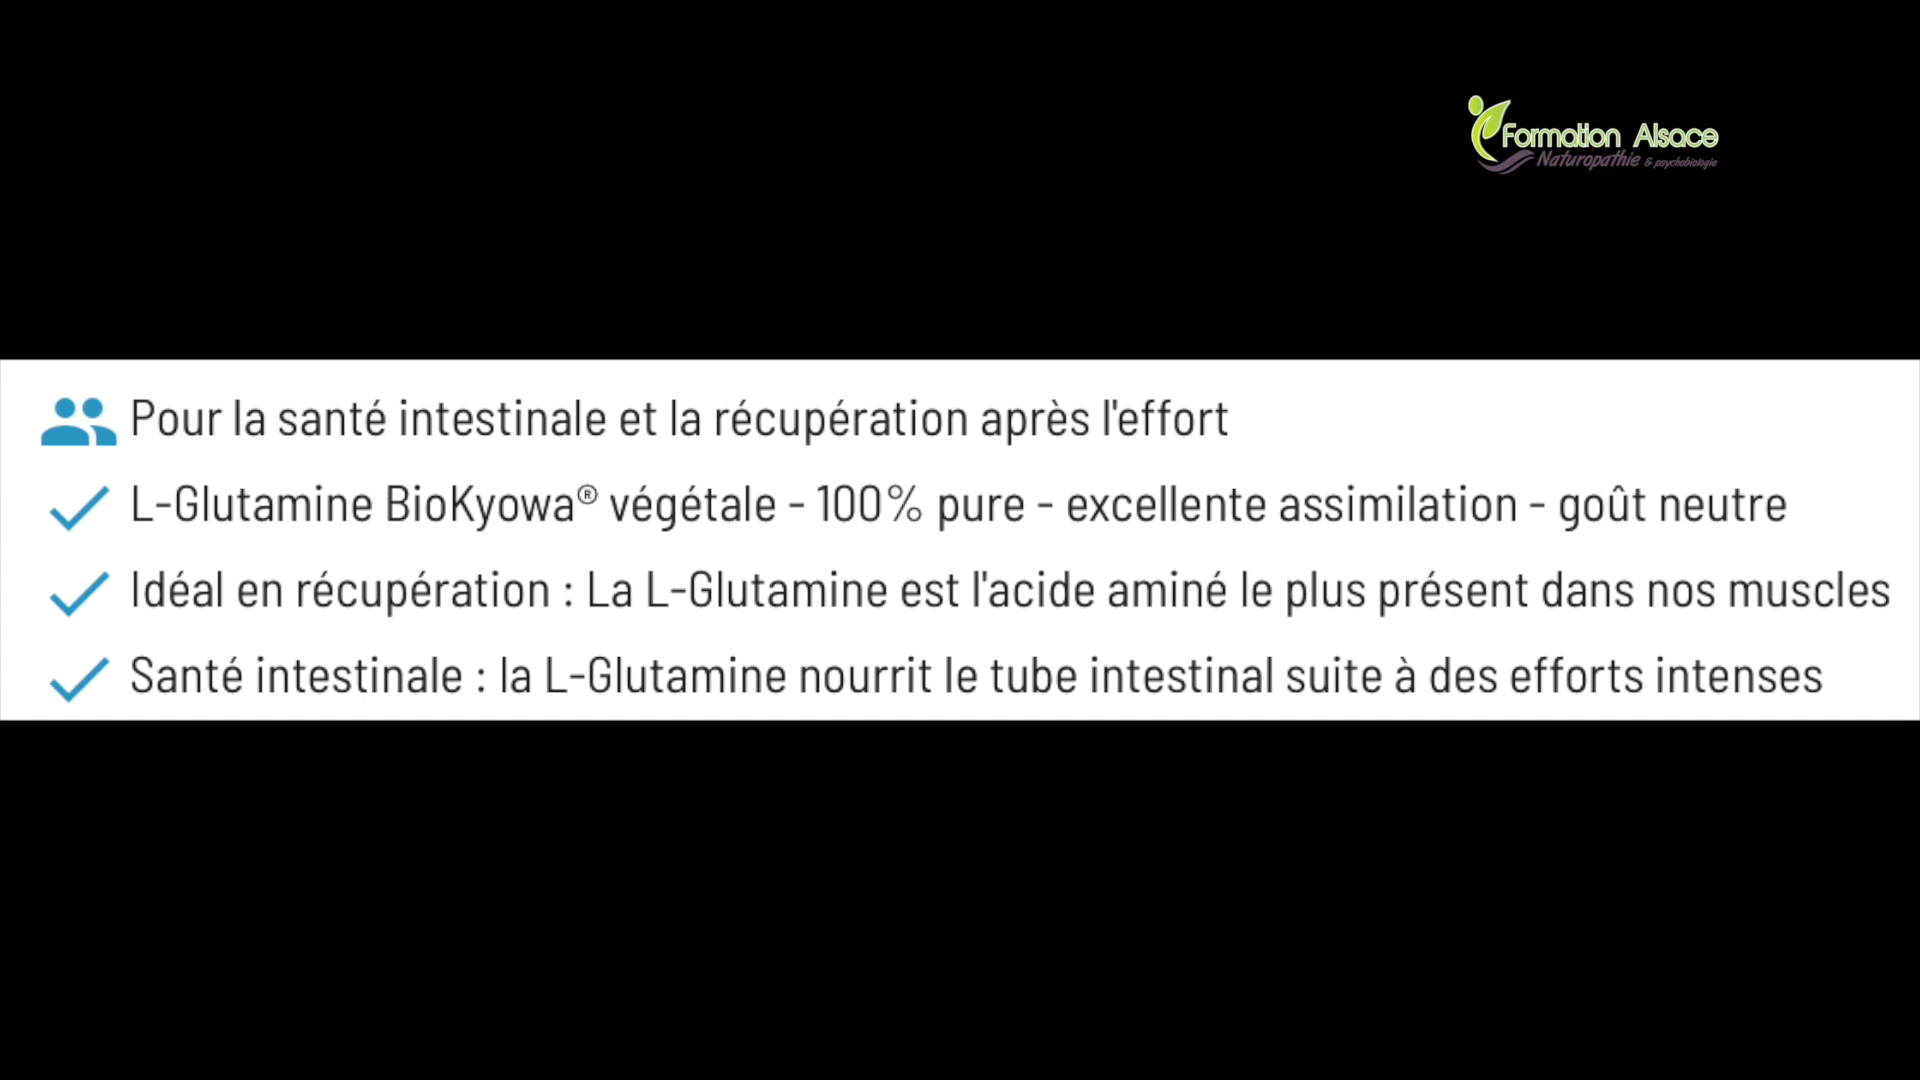 Formation Alsace
Naturopathie & psychobiologie
Pour la santé intestinale et la récupération après l'effort
L-Glutamine BioKyowa® végétale - 100% pure - excellente assimilation - goût neutre
Idéal en récupération : La L-Glutamine est l'acide aminé le plus présent dans nos muscles
Santé intestinale : la L-Glutamine nourrit le tube intestinal suite à des efforts intenses